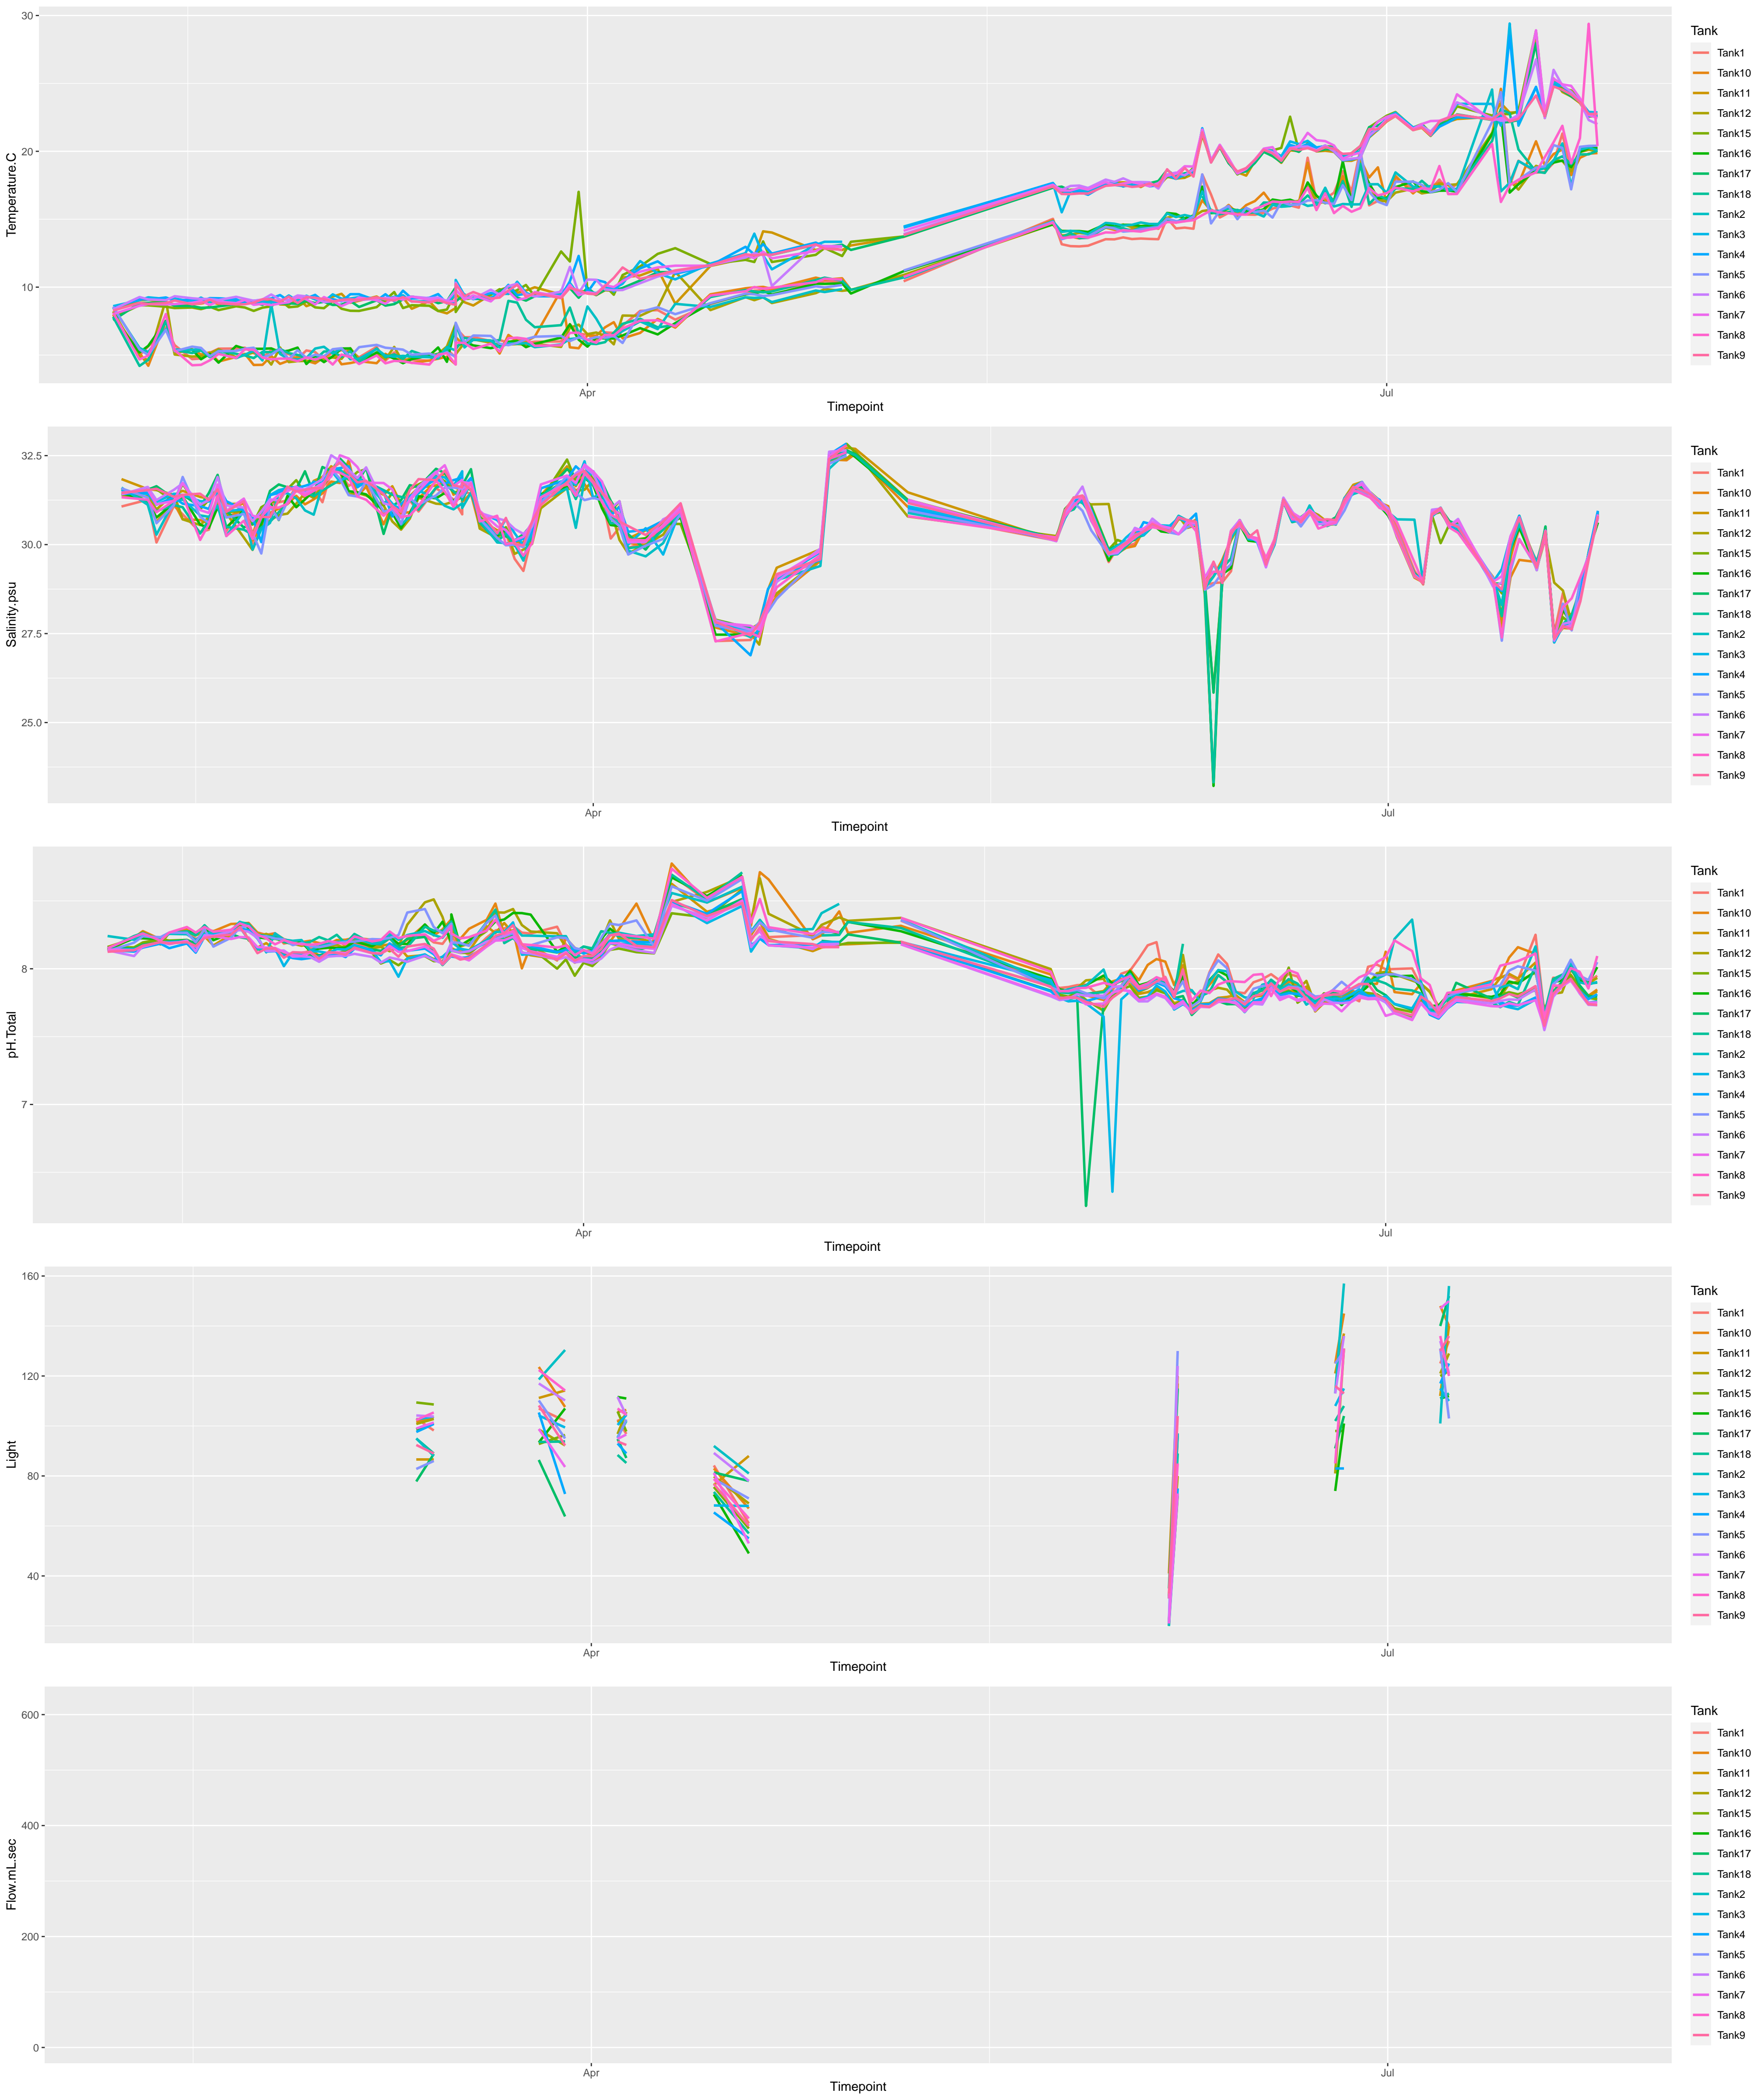 30
20
10
Temperature.C
Apr
Jul
Timepoint
Tank
Tank1
Tank10
Tank11
Tank12
Tank15
Tank16
Tank17
Tank18
Tank2
Tank3
Tank4
Tank5
Tank6
Tank7
Tank8
Tank9
32.5
30.0
27.5
25.0
Salinity.psu
Apr
Jul
Timepoint
Tank
Tank1
Tank10
Tank11
Tank12
Tank15
Tank16
Tank17
Tank18
Tank2
Tank3
Tank4
Tank5
Tank6
Tank7
Tank8
Tank9
8
7
pH.Total
Apr
Jul
Timepoint
Tank
Tank1
Tank10
Tank11
Tank12
Tank15
Tank16
Tank17
Tank18
Tank2
Tank3
Tank4
Tank5
Tank6
Tank7
Tank8
Tank9
160
120
80
40
Light
Apr
Jul
Timepoint
Tank
Tank1
Tank10
Tank11
Tank12
Tank15
Tank16
Tank17
Tank18
Tank2
Tank3
Tank4
Tank5
Tank6
Tank7
Tank8
Tank9
600
400
200
0
Flow.mL.sec
Apr
Jul
Timepoint
Tank
Tank1
Tank10
Tank11
Tank12
Tank15
Tank16
Tank17
Tank18
Tank2
Tank3
Tank4
Tank5
Tank6
Tank7
Tank8
Tank9